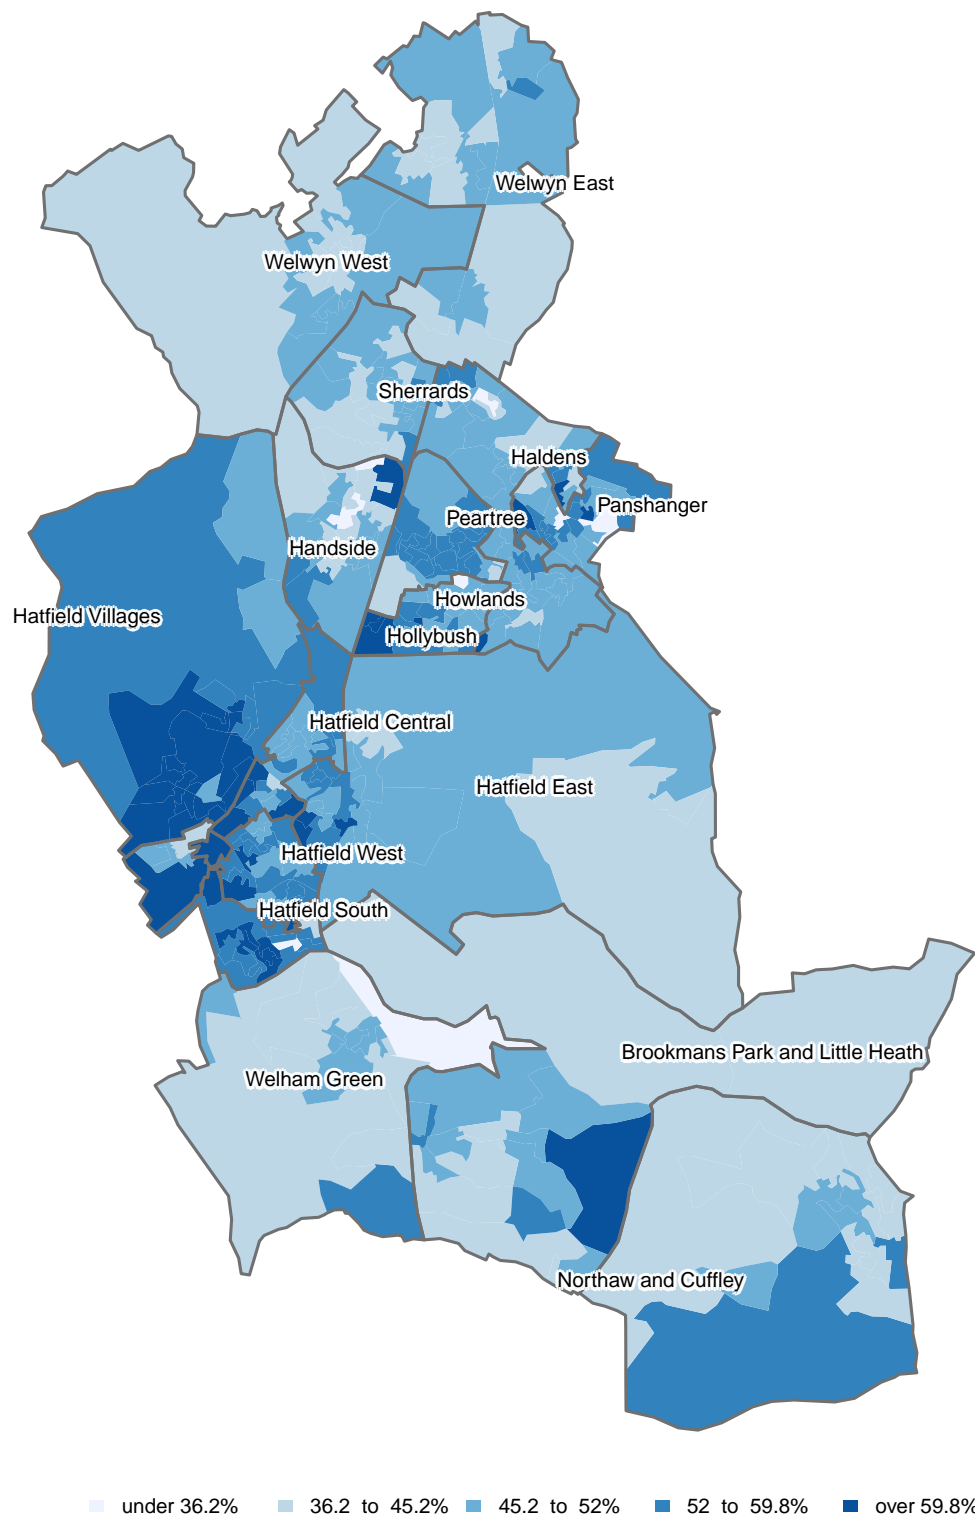 Welwyn East
Welwyn West
Sherrards
Haldens
Panshanger
Peartree
Handside
Howlands
Hatfield Villages
Hollybush
Hatfield Central
Hatfield East
Hatfield West
Hatfield South
Brookmans Park and Little Heath
Welham Green
Northaw and Cuffley
under 36.2% 36.2 to 45.2% 45.2 to 52% 52 to 59.8% over 59.8%